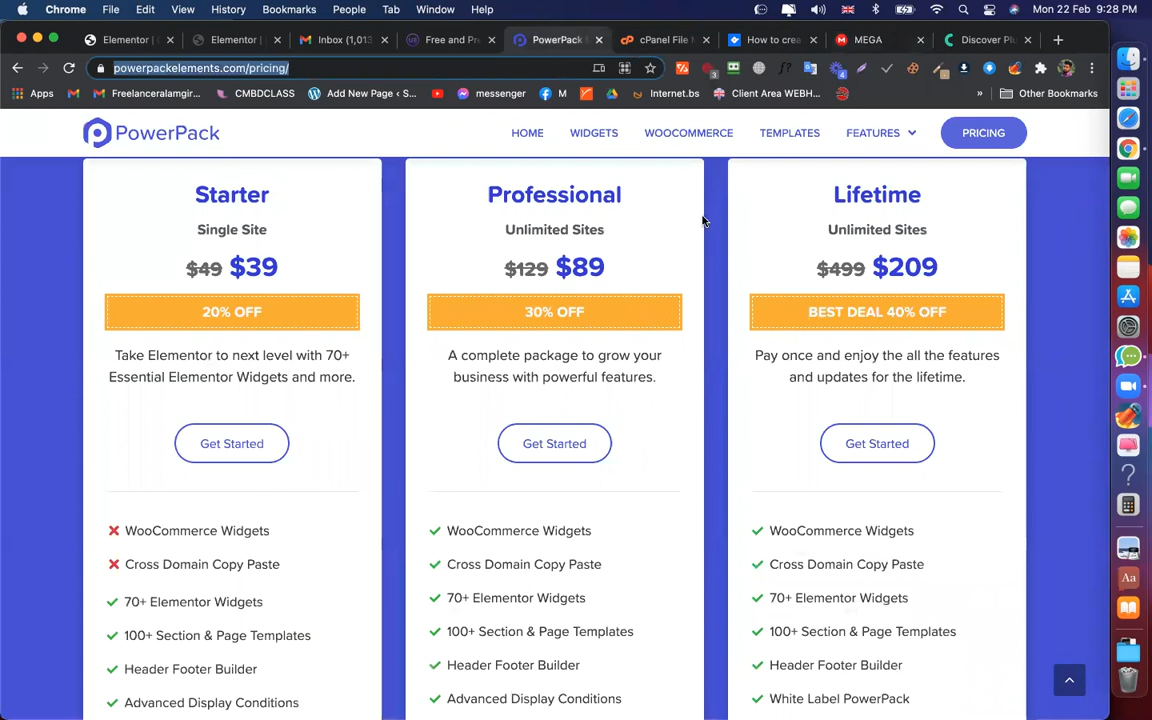 Chrome File Edit View History Bookmarks People Tab Window Help Mon 22 Feb 9:28 PM
Elementor | Elementor | Inbox (1,013 Free and Pr PowerPack cPanel File M How to crea MEGA Discover Plu
powerpackelements.com/pricing/
Apps Freelanceralamgir... CMBDCLASS Add New Page ‹ S... messenger M Internet.bs Client Area WEBH... » Other Bookmarks
PowerPack HOME WIDGETS WOOCOMMERCE TEMPLATES FEATURES PRICING
Starter
Single Site
$49 $39
20% OFF
Take Elementor to next level with 70+
Essential Elementor Widgets and more.
Get Started
WooCommerce Widgets
Cross Domain Copy Paste
70+ Elementor Widgets
100+ Section & Page Templates
Header Footer Builder
Advanced Display Conditions
Professional
Unlimited Sites
$129 $89
30% OFF
A complete package to grow your
business with powerful features.
Get Started
WooCommerce Widgets
Cross Domain Copy Paste
70+ Elementor Widgets
100+ Section & Page Templates
Header Footer Builder
Advanced Display Conditions
Lifetime
Unlimited Sites
$499 $209
BEST DEAL 40% OFF
Pay once and enjoy the all the features
and updates for the lifetime.
Get Started
WooCommerce Widgets
Cross Domain Copy Paste
70+ Elementor Widgets
100+ Section & Page Templates
Header Footer Builder
White Label PowerPack